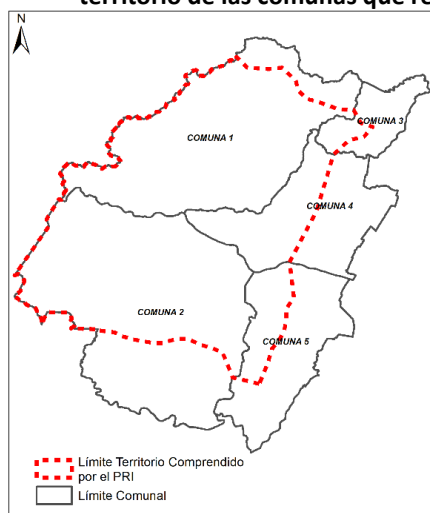 territorio de las comunas que
N
COMUNA 1
COMUNA 3
COMUNA 4
COMUNA 2
COMUNA 5
Límite Territorio Comprendido
por el PRI
Límite Comunal